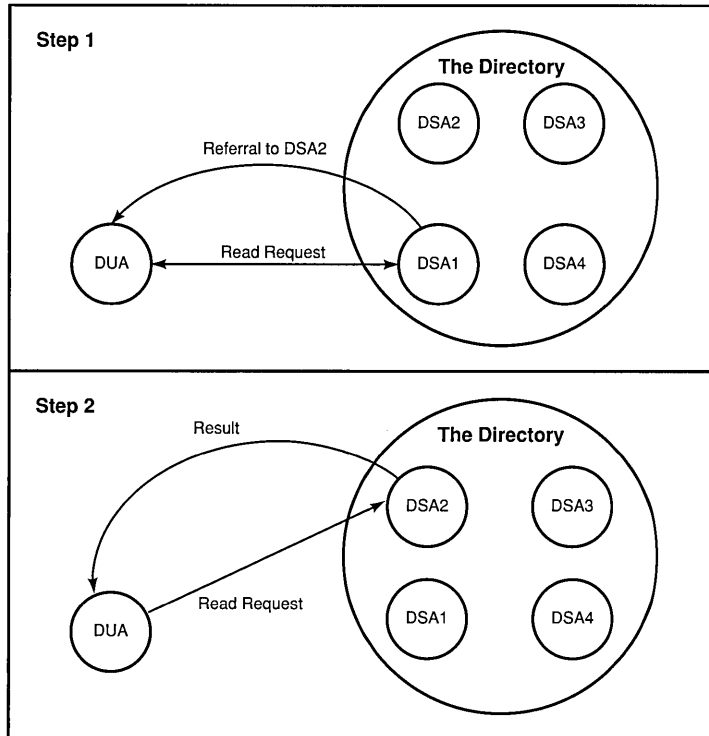 Step 1
The Directory
DSA2
DSA3
Referral to DSA2
DUA
Read Request
DSA1
DSA4
Step 2
Result
The Directory
DSA2
DSA3
Read Request
DUA
DSA1
DSA4